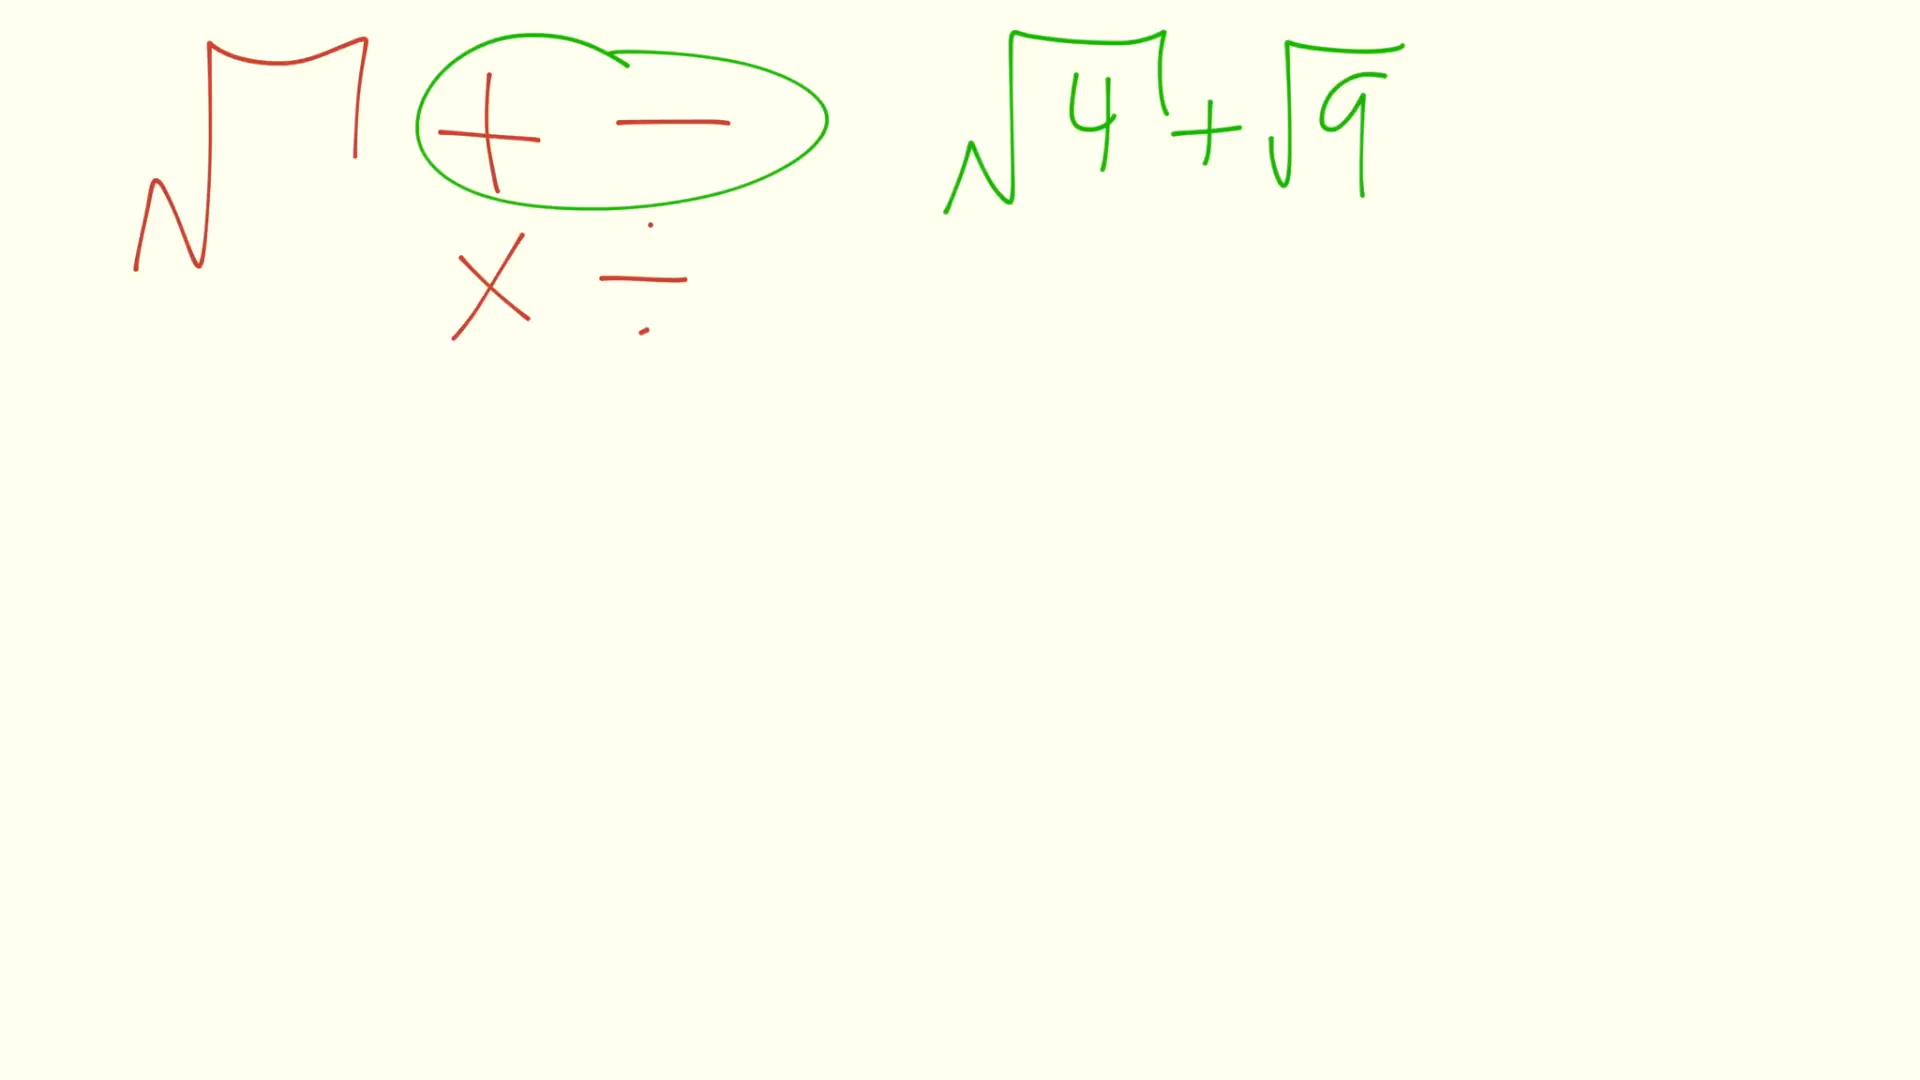 √ + − √4 + √9
× ÷